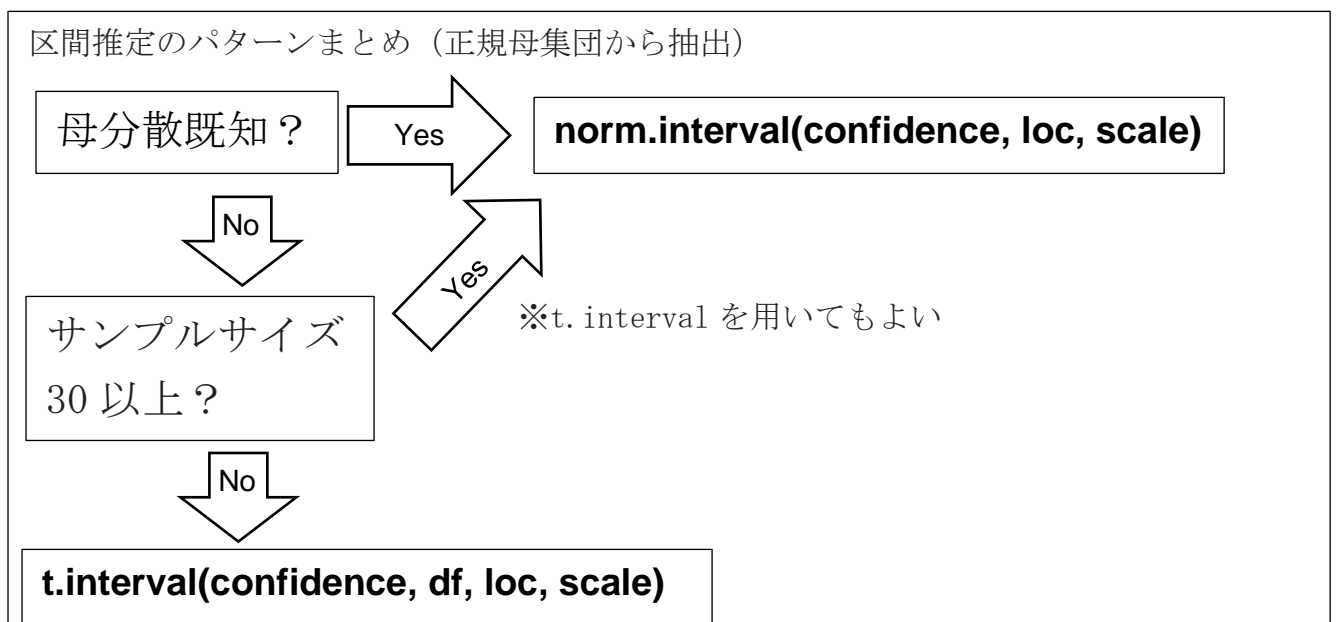 区間推定のパターンまとめ（正規母集団から抽出）
母分散既知？
Yes
norm.interval(confidence, loc, scale)
No
Yes
※t.interval を用いてもよい
サンプルサイズ
30 以上？
No
t.interval(confidence, df, loc, scale)